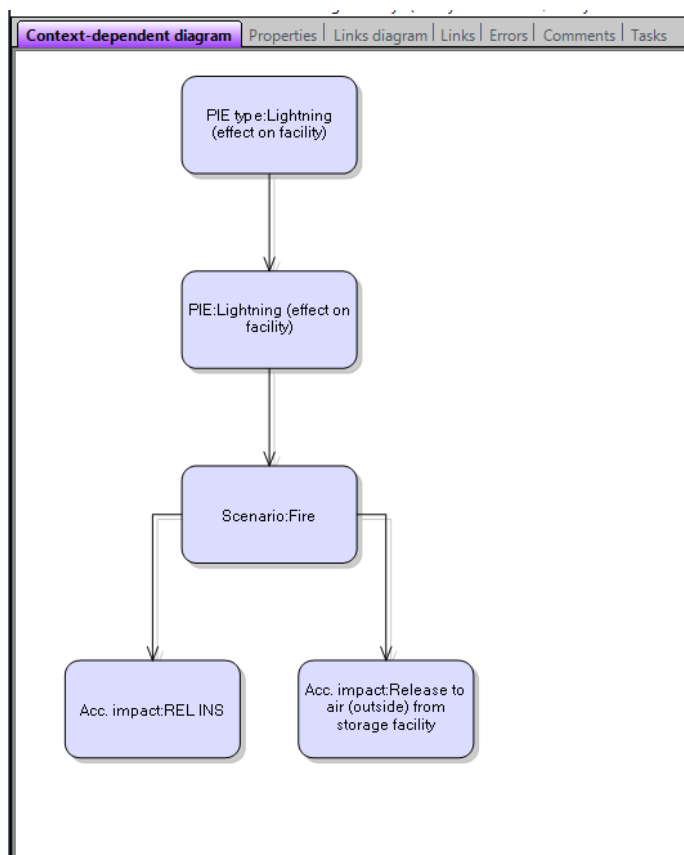 Context-dependent diagram Properties Links diagram Links Errors Comments Tasks
PIE type:Lightning
(effect on facility)
PIE:Lightning (effect on
facility)
Scenario:Fire
Acc. impact:REL INS
Acc. impact:Release to
air (outside) from
storage facility